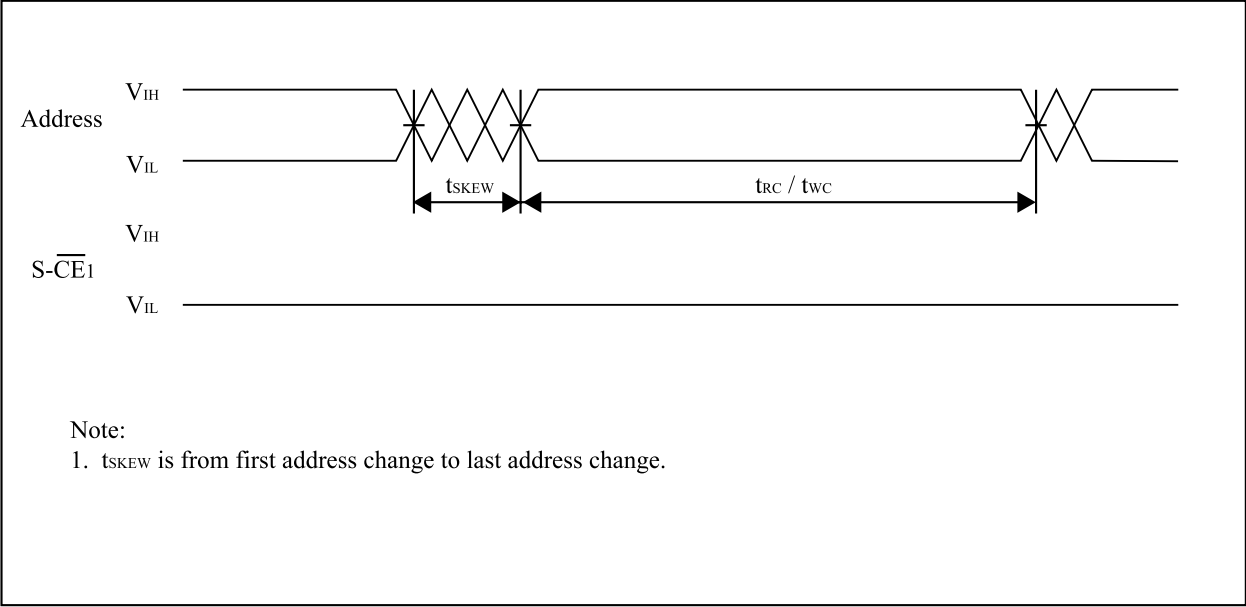 VIH
Address
VIL
tSKEW
tRC / tWC
VIH
S-C̅E̅1
VIL
Note:
1. tSKEW is from first address change to last address change.